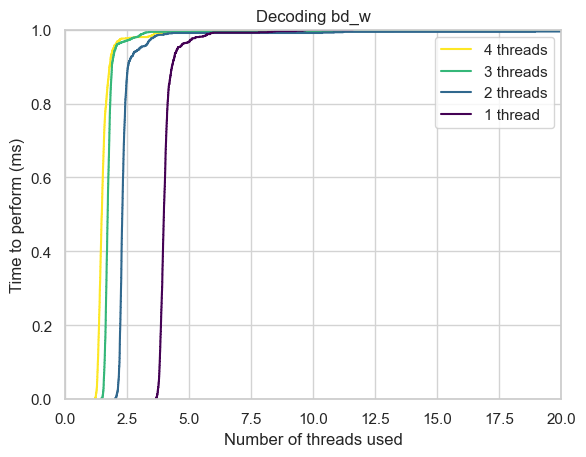 Decoding bd_w
1.0
0.8
0.6
0.4
0.2
0.0
Time to perform (ms)
4 threads
3 threads
2 threads
1 thread
0.0 2.5 5.0 7.5 10.0 12.5 15.0 17.5 20.0
Number of threads used